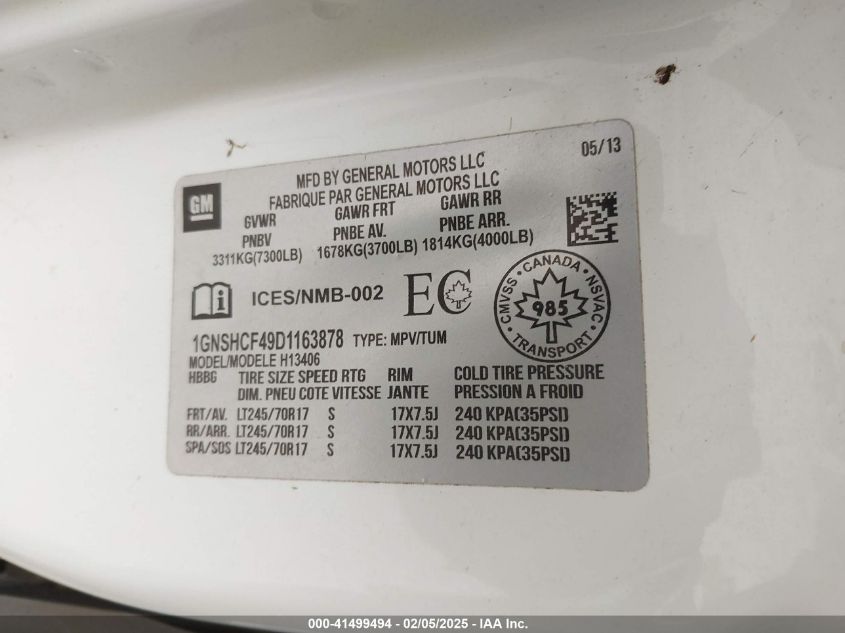 MFD BY GENERAL MOTORS LLC
05/13
FABRIQUE PAR GENERAL MOTORS LLC
GM
GVWR GAWR FRT GAWR RR
PNBV PNBE AV. PNBE ARR.
3311KG(7300LB) 1678KG(3700LB) 1814KG(4000LB)
ICES/NMB-002 EC
CMVSS • CANADA • NSVAC • TRANSPORT •
985
1GNSHCF49D1163878 TYPE: MPV/TUM
MODEL/MODELE H13406
HBBG TIRE SIZE SPEED RTG RIM COLD TIRE PRESSURE
DIM. PNEU COTE VITESSE JANTE PRESSION A FROID
FRT/AV. LT245/70R17 S 17X7.5J 240 KPA(35PSI)
RR/ARR. LT245/70R17 S 17X7.5J 240 KPA(35PSI)
SPA/SOS LT245/70R17 S 17X7.5J 240 KPA(35PSI)
000-41499494 - 02/05/2025 - IAA Inc.